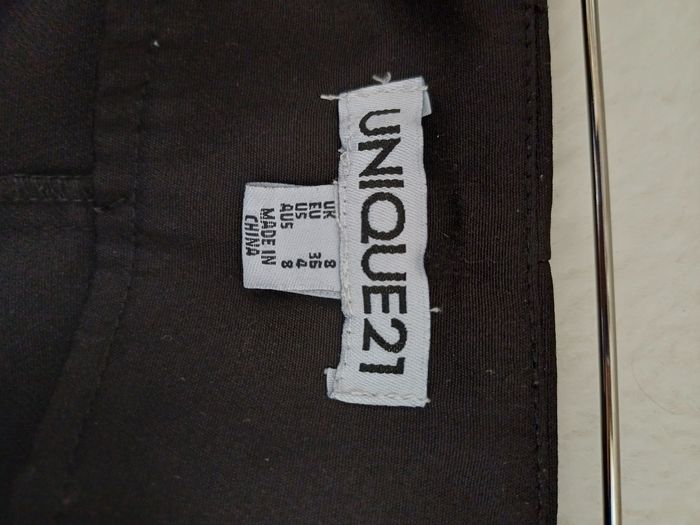 UNIQUE21
UK 8
EU 36
US 4
AUS 8
MADE IN
CHINA